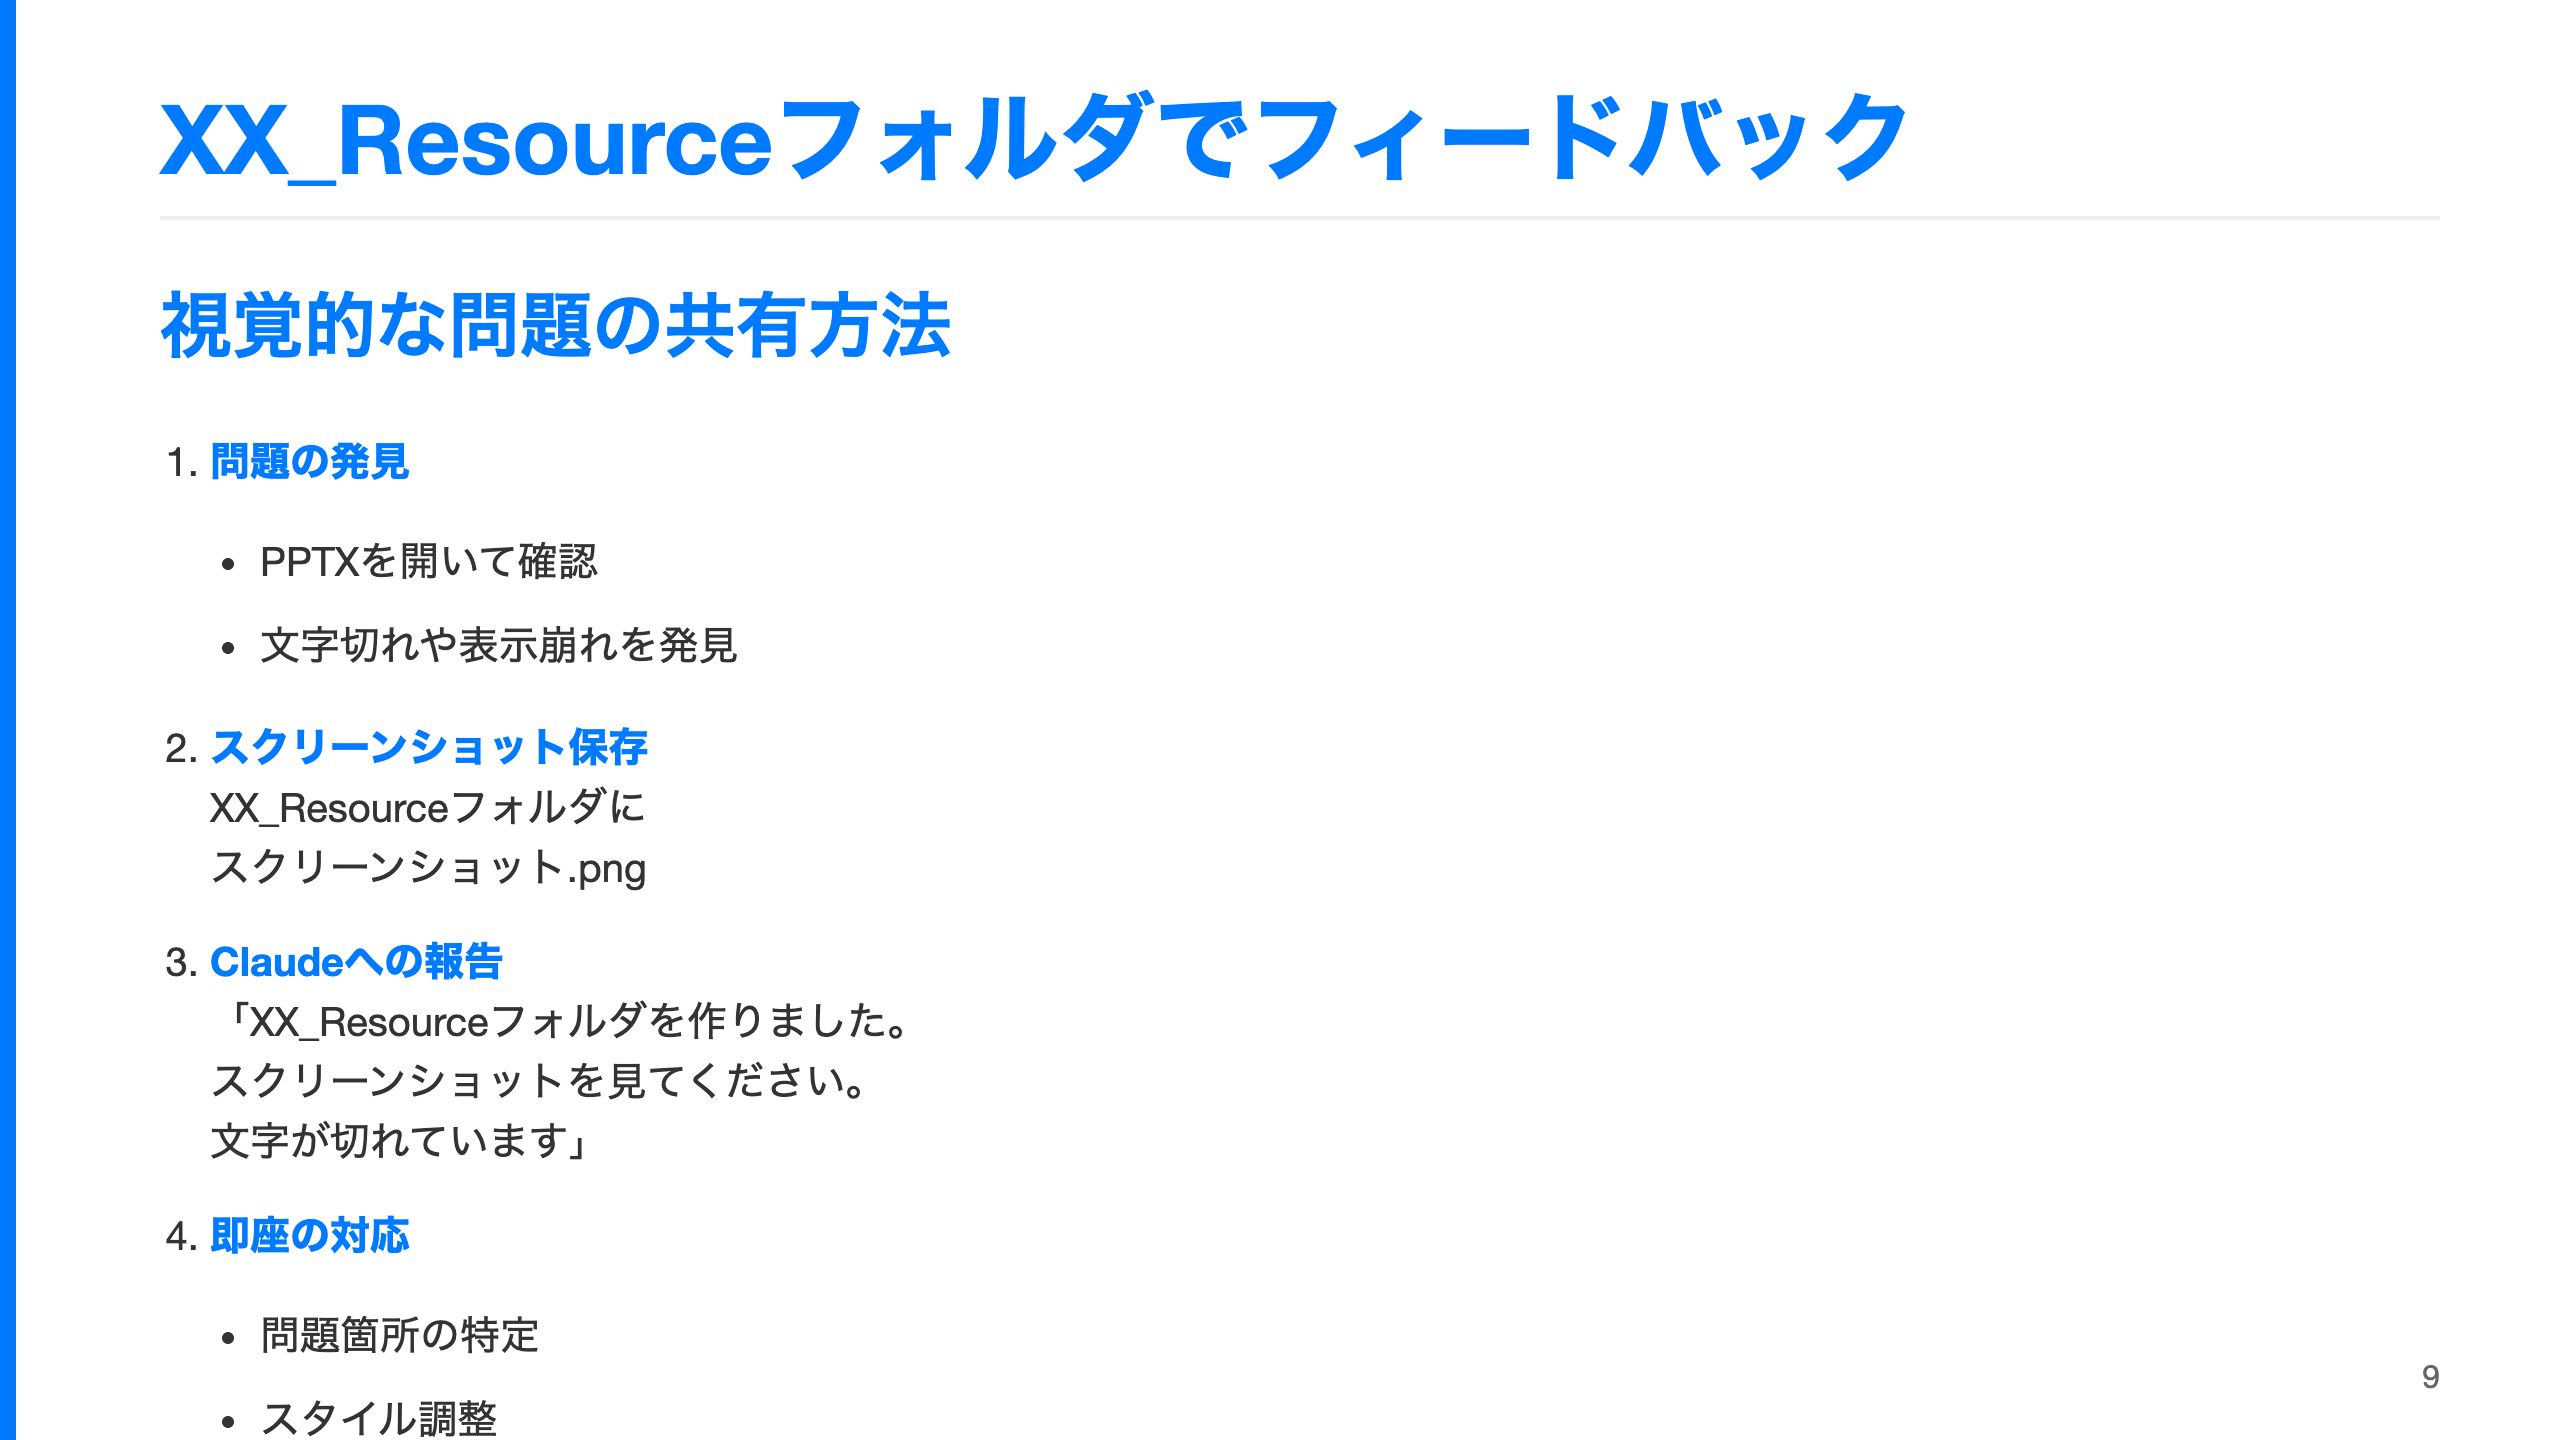 XX_Resourceフォルダでフィードバック
視覚的な問題の共有方法
1. 問題の発見
• PPTXを開いて確認
• 文字切れや表示崩れを発見
2. スクリーンショット保存
XX_Resourceフォルダに
スクリーンショット.png
3. Claudeへの報告
「XX_Resourceフォルダを作りました。
スクリーンショットを見てください。
文字が切れています」
4. 即座の対応
• 問題箇所の特定
• スタイル調整
9